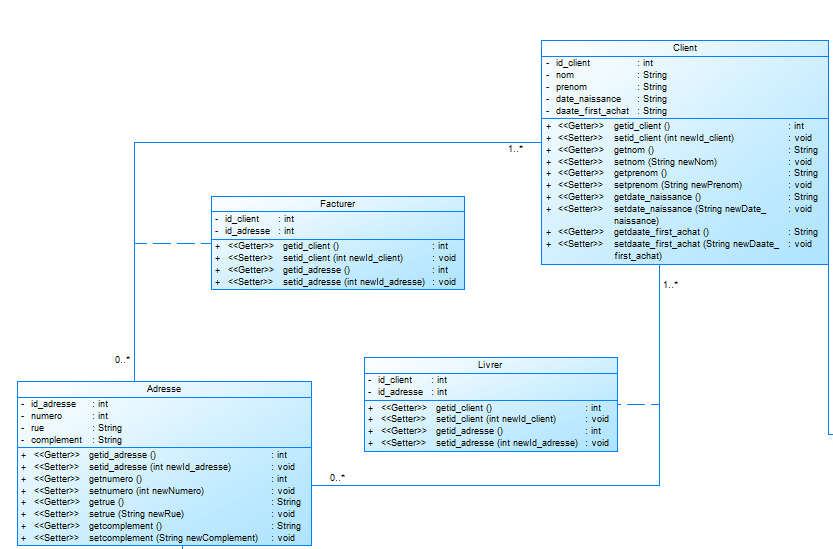 Client
- id_client : int
- nom : String
- prenom : String
- date_naissance : String
- daate_first_achat : String
+ <<Getter>> getid_client () : int
+ <<Setter>> setid_client (int newId_client) : void
+ <<Getter>> getnom () : String
+ <<Setter>> setnom (String newNom) : void
+ <<Getter>> getprenom () : String
+ <<Setter>> setprenom (String newPrenom) : void
+ <<Getter>> getdate_naissance () : String
+ <<Setter>> setdate_naissance (String newDate_ : void
naissance)
+ <<Getter>> getdaate_first_achat () : String
+ <<Setter>> setdaate_first_achat (String newDaate_ : void
first_achat)
1..*
Facturer
- id_client : int
- id_adresse : int
+ <<Getter>> getid_client () : int
+ <<Setter>> setid_client (int newId_client) : void
+ <<Getter>> getid_adresse () : int
+ <<Setter>> setid_adresse (int newId_adresse) : void
1..*
0..*
Livrer
- id_client : int
- id_adresse : int
+ <<Getter>> getid_client () : int
+ <<Setter>> setid_client (int newId_client) : void
+ <<Getter>> getid_adresse () : int
+ <<Setter>> setid_adresse (int newId_adresse) : void
Adresse
- id_adresse : int
- numero : int
- rue : String
- complement : String
+ <<Getter>> getid_adresse () : int
+ <<Setter>> setid_adresse (int newId_adresse) : void
+ <<Getter>> getnumero () : int
+ <<Setter>> setnumero (int newNumero) : void
+ <<Getter>> getrue () : String
+ <<Setter>> setrue (String newRue) : void
+ <<Getter>> getcomplement () : String
+ <<Setter>> setcomplement (String newComplement) : void
0..*